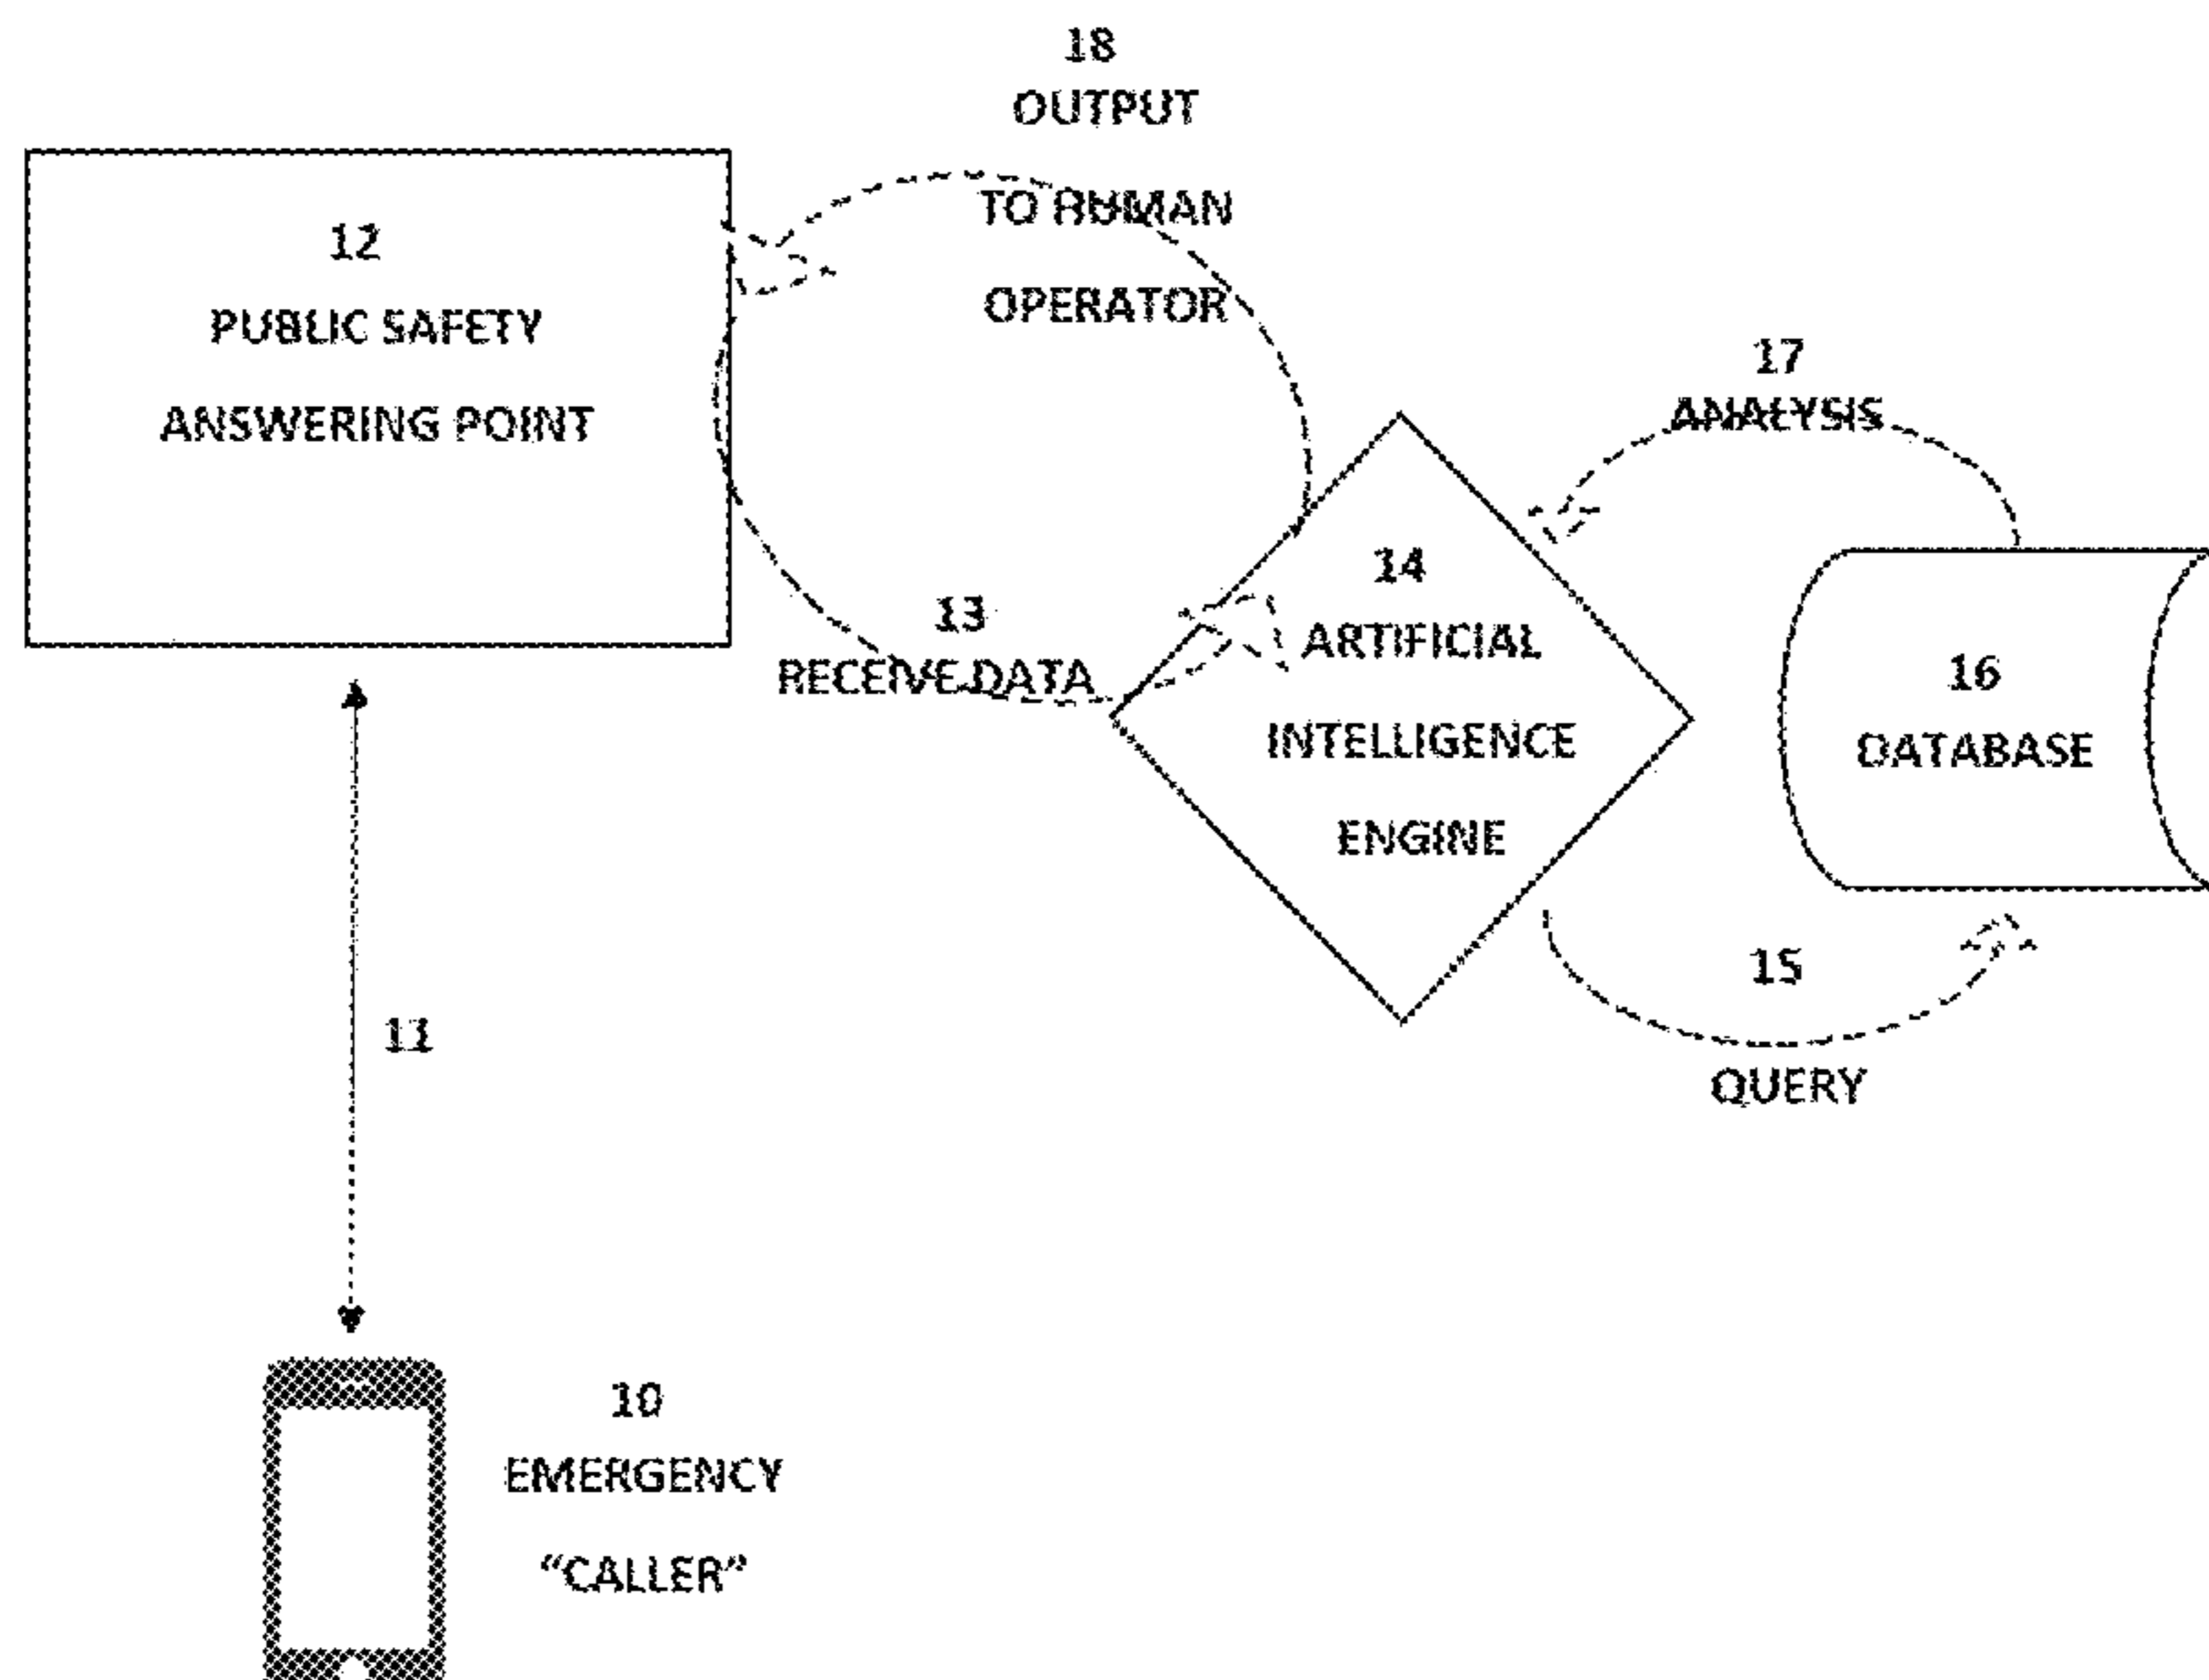 18
OUTPUT
TO HUMAN
OPERATOR
12
PUBLIC SAFETY
ANSWERING POINT
17
ANALYSIS
13
RECEIVE DATA
14
ARTIFICIAL
INTELLIGENCE
ENGINE
16
DATABASE
15
QUERY
11
10
EMERGENCY
“CALLER”